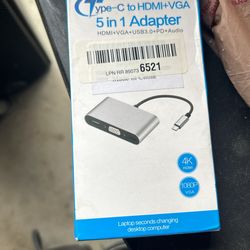 Type-C to HDMI+VGA
5 in 1 Adapter
HDMI+VGA+USB3.0+PD+Audio
LPN RR 85073 6521
4K
HDMI
1080P
VGA
Laptop seconds changing
desktop computer